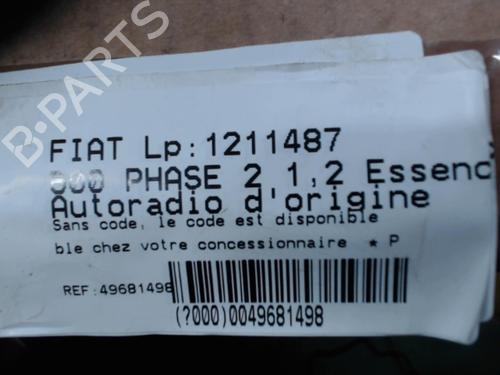 B-PARTS
FIAT Lp:1211487
500 PHASE 2 1,2 Essenc
Autoradio d'origine
Sans code, le code est disponible
ble chez votre concessionnaire * P
REF:49681498
(?000)0049681498